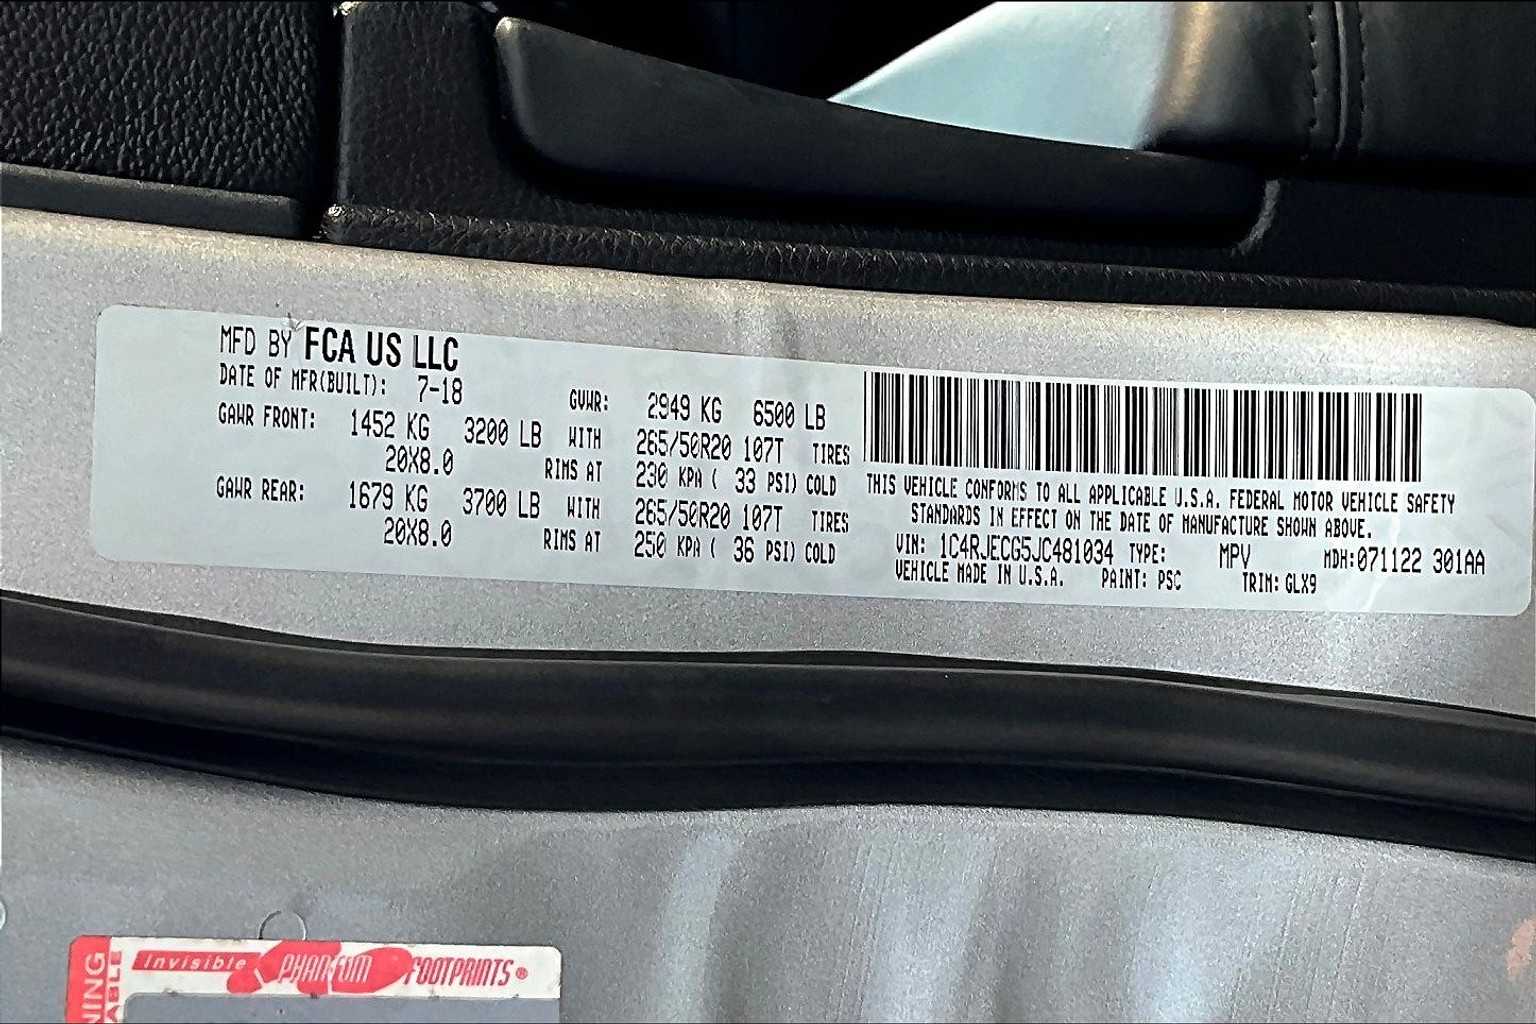 MFD BY FCA US LLC
DATE OF MFR(BUILT): 7-18 GVWR: 2949 KG 6500 LB
GAWR FRONT: 1452 KG 3200 LB WITH 265/50R20 107T TIRES
20X8.0 RIMS AT 230 KPA ( 33 PSI) COLD
GAWR REAR: 1679 KG 3700 LB WITH 265/50R20 107T TIRES
20X8.0 RIMS AT 250 KPA ( 36 PSI) COLD
THIS VEHICLE CONFORMS TO ALL APPLICABLE U.S.A. FEDERAL MOTOR VEHICLE SAFETY
STANDARDS IN EFFECT ON THE DATE OF MANUFACTURE SHOWN ABOVE.
VIN: 1C4RJECG5JC481034 TYPE: MPV MDH:071122 301AA
VEHICLE MADE IN U.S.A. PAINT: PSC TRIM: GLX9
Invisible PHANTOM FOOTPRINTS®